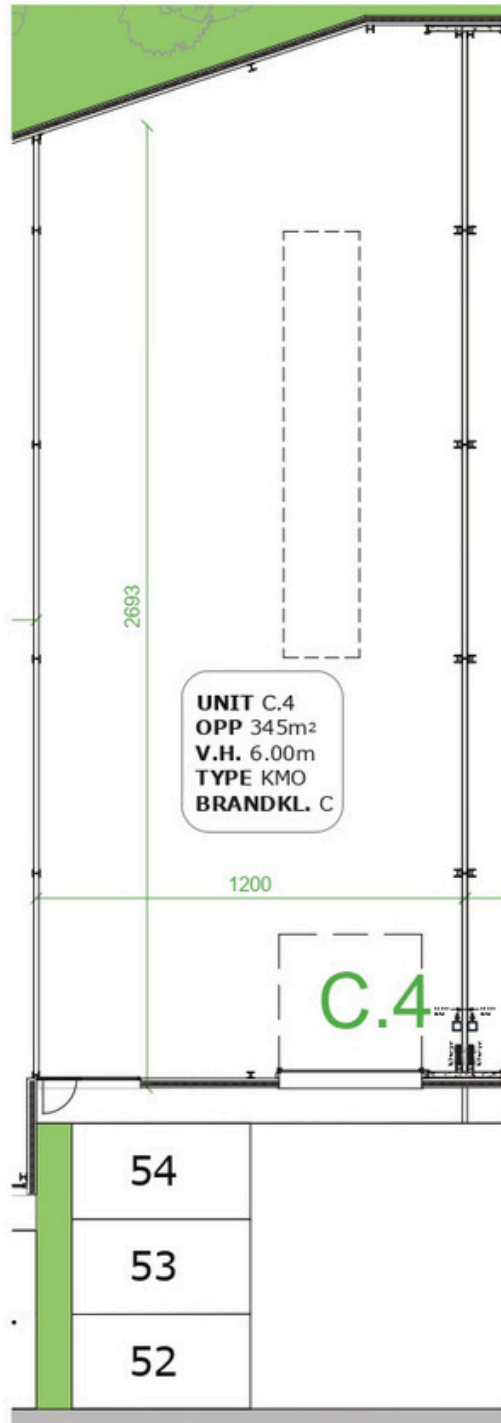 2693
UNIT C.4
OPP 345m²
V.H. 6.00m
TYPE KMO
BRANDKL. C
1200
C.4
54
53
52